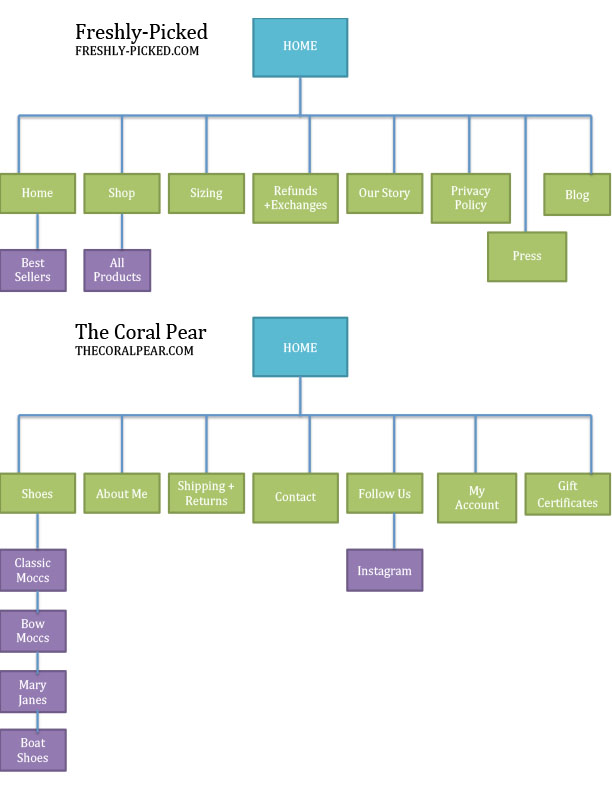 Freshly-Picked
FRESHLY-PICKED.COM
HOME
Home
Shop
Sizing
Refunds
+Exchanges
Our Story
Privacy
Policy
Blog
Press
Best
Sellers
All
Products
The Coral Pear
THECORALPEAR.COM
HOME
Shoes
About Me
Shipping +
Returns
Contact
Follow Us
My
Account
Gift
Certificates
Classic
Moccs
Instagram
Bow
Moccs
Mary
Janes
Boat
Shoes